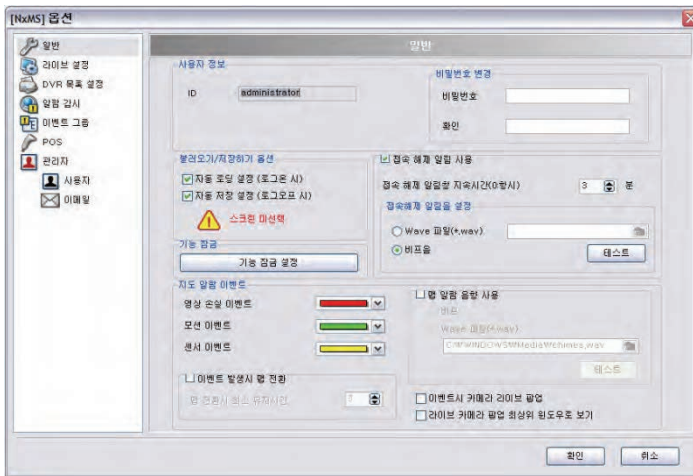 [NxMS] 옵션
일반
라이브 설정
DVR 목록 설정
알람 감시
이벤트 그룹
POS
관리자
사용자
이메일
일반
사용자 정보
ID
administrator
비밀번호 변경
비밀번호
확인
불러오기/저장하기 옵션
자동 로딩 설정 (로그온 시)
자동 저장 설정 (로그오프 시)
스크린 미선택
기능 잠금
기능 잠금 설정
접속 해제 알람 사용
접속 해제 알람음 지속시간(0항시)
3
분
접속해제 알람음 설정
Wave 파일(*.wav)
비프음
테스트
지도 알람 이벤트
영상 손실 이벤트
모션 이벤트
센서 이벤트
이벤트 발생시 맵 전환
맵 전환시 최소 유지시간
맵 알람 음향 사용
비프
Wave 파일(*.wav)
테스트
이벤트시 카메라 라이브 팝업
라이브 카메라 팝업 최상위 윈도우로 보기
확인
취소